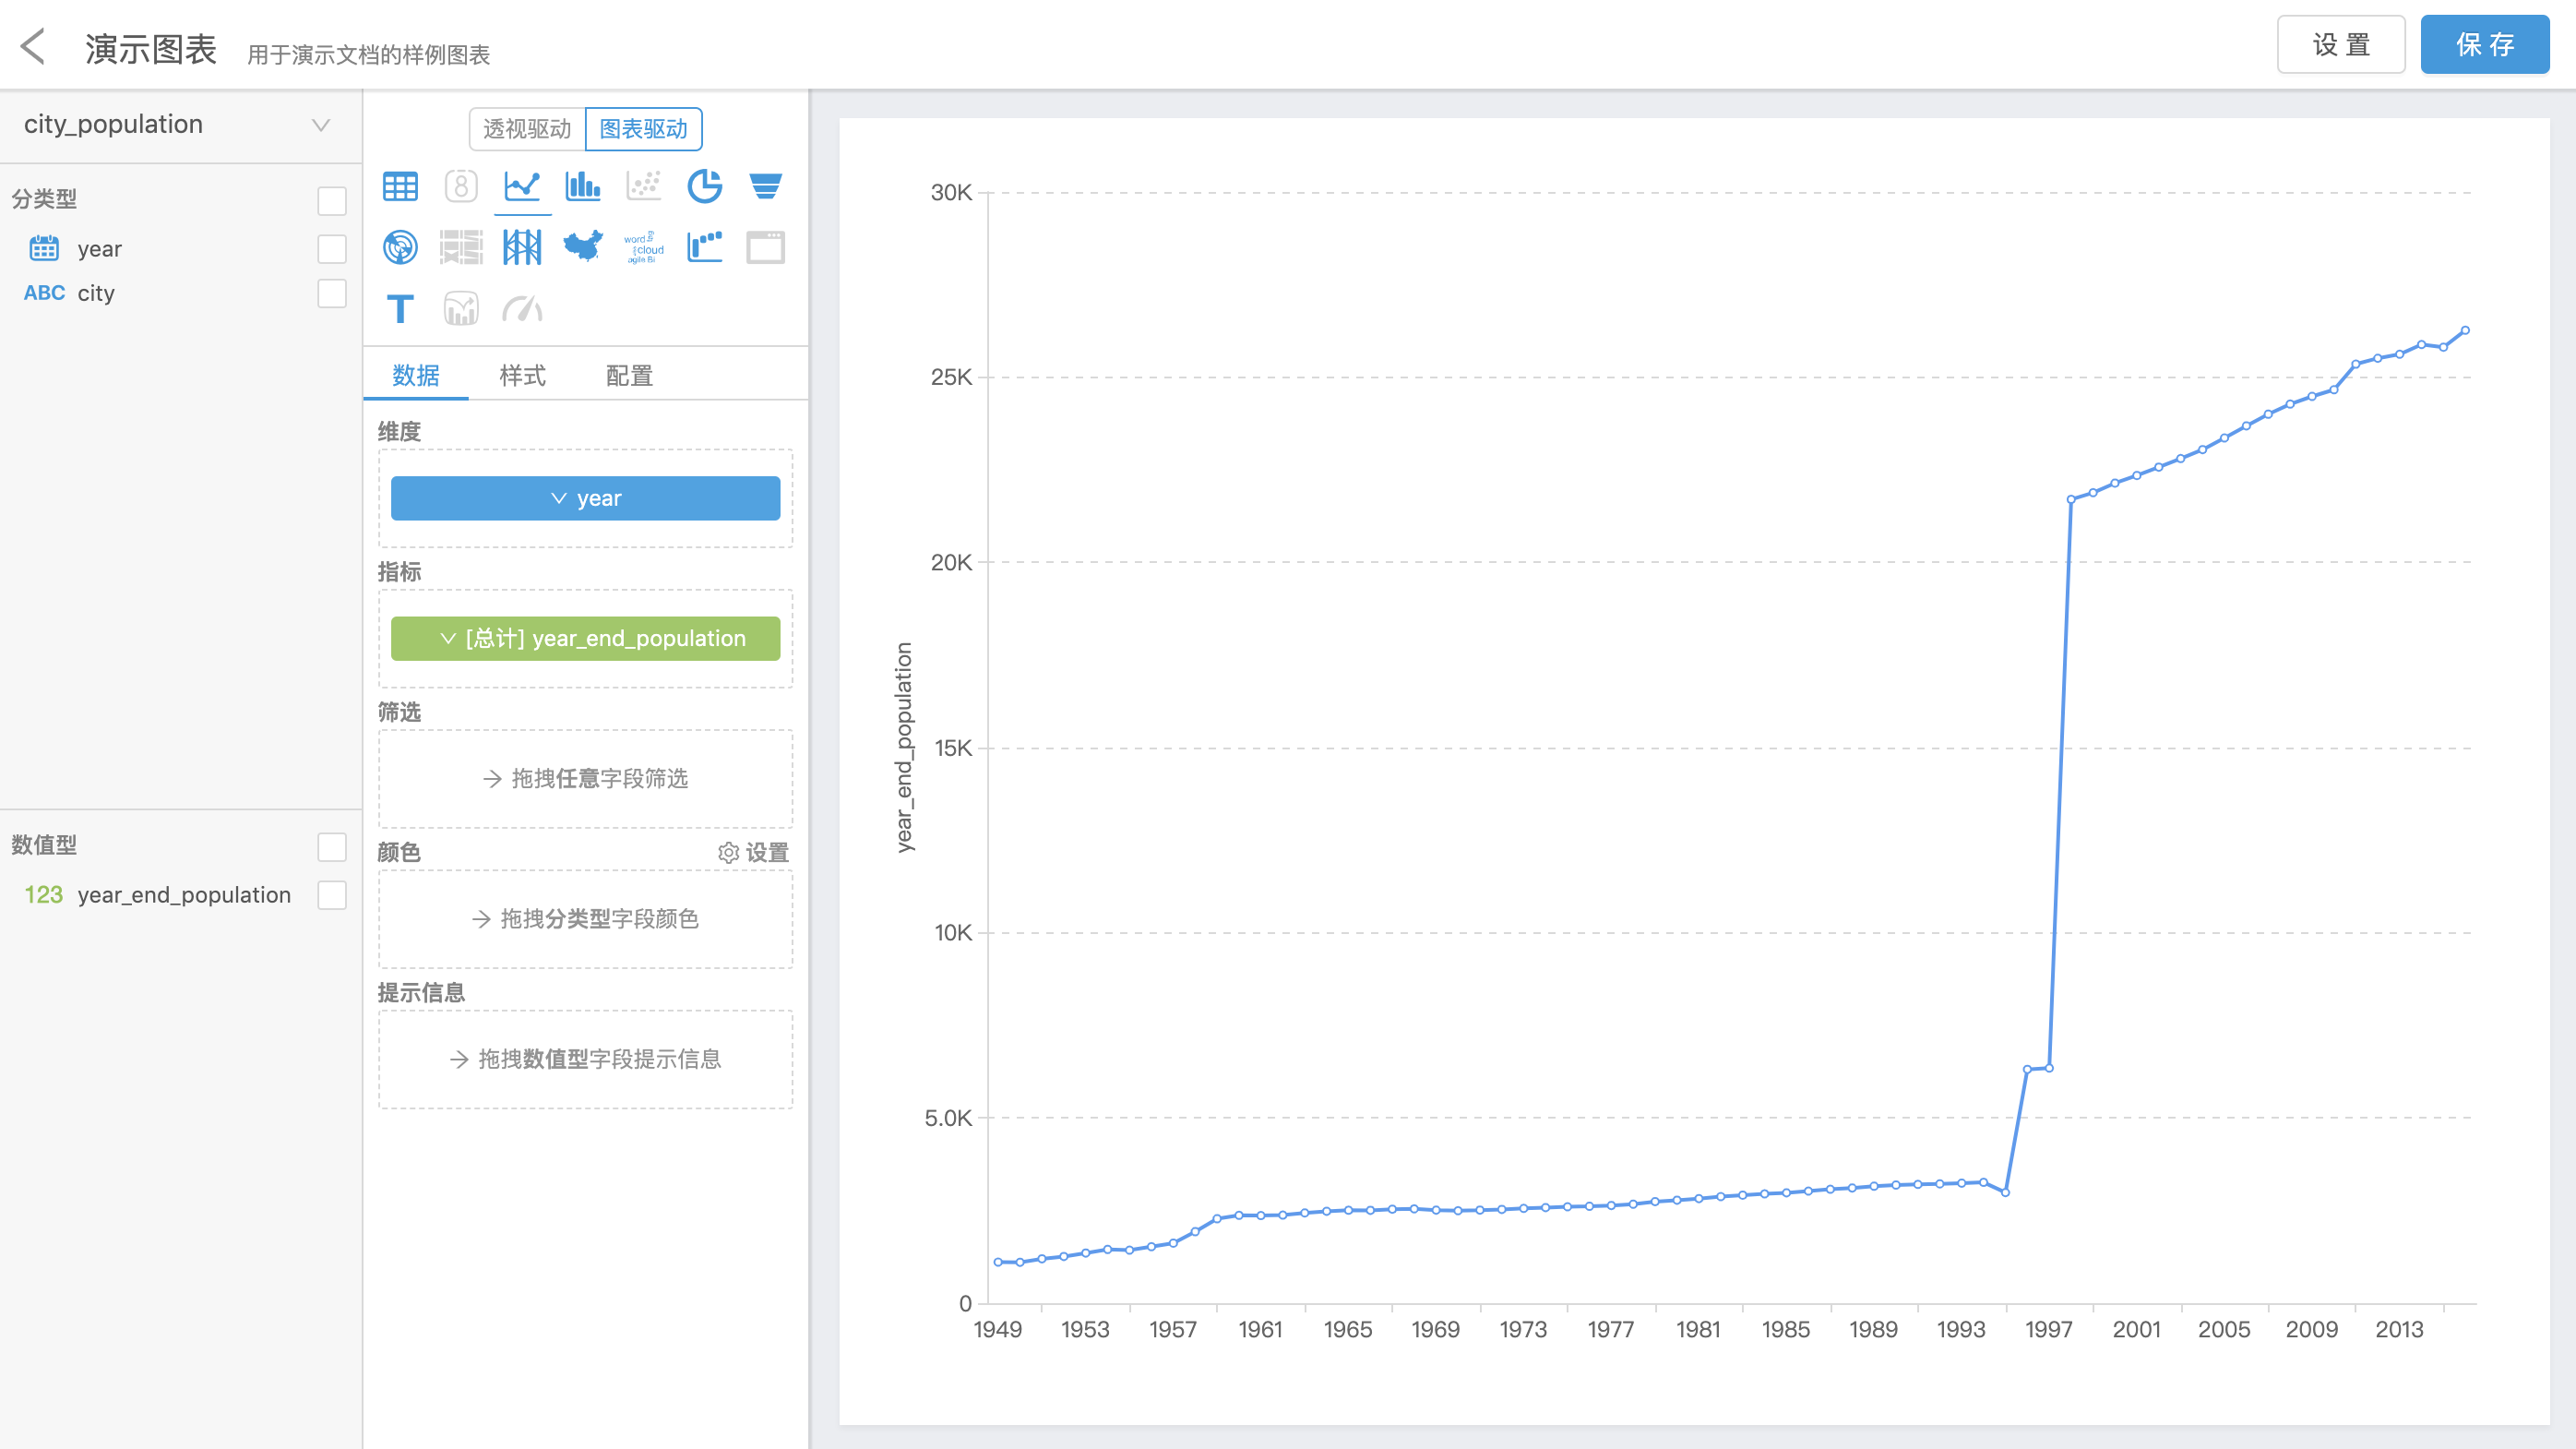 演示图表 用于演示文档的样例图表
设 置 保 存
city_population
分类型
year
ABC city
数值型
123 year_end_population
透视驱动 图表驱动
8
word cloud agile BI
T
数据 样式 配置
维度
year
指标
[总计] year_end_population
筛选
拖拽任意字段筛选
颜色 设置
拖拽分类型字段颜色
提示信息
拖拽数值型字段提示信息
year_end_population
30K
25K
20K
15K
10K
5.0K
0
1949 1953 1957 1961 1965 1969 1973 1977 1981 1985 1989 1993 1997 2001 2005 2009 2013